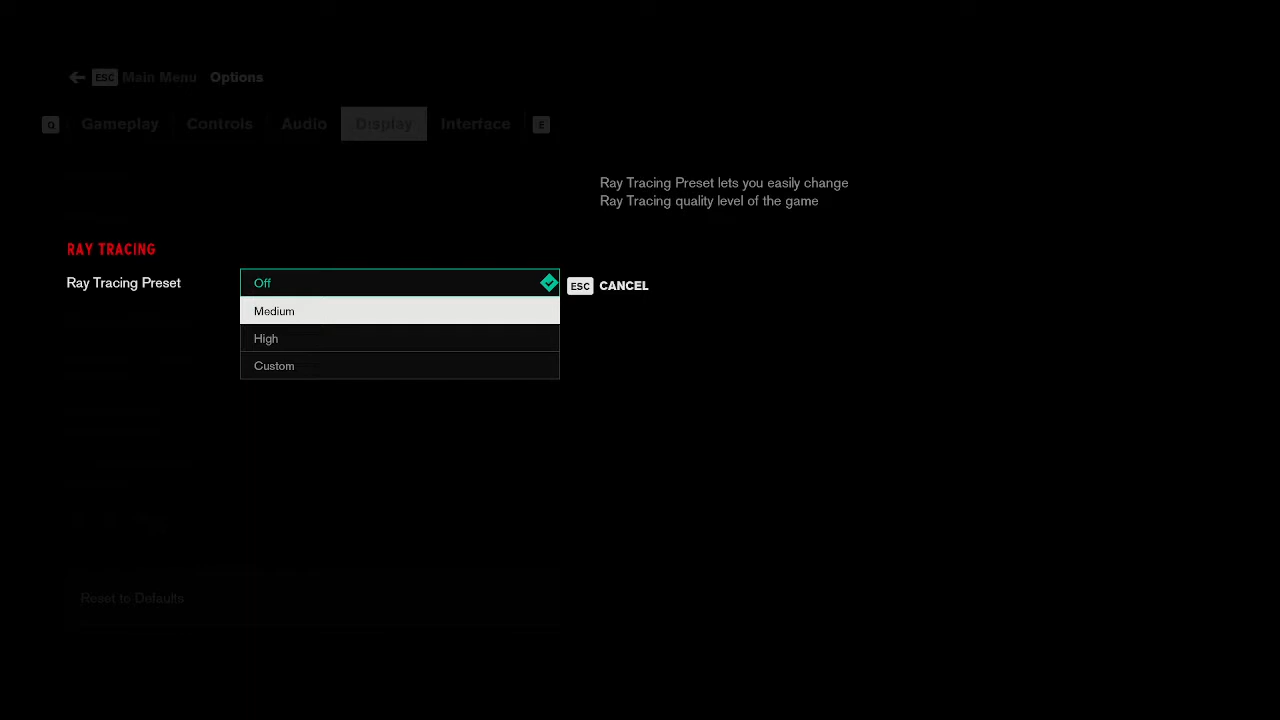 ESC Main Menu Options
Q Gameplay Controls Audio Display Interface E
Ray Tracing Preset lets you easily change
Ray Tracing quality level of the game
RAY TRACING
Ray Tracing Preset
Off
ESC CANCEL
Medium
High
Custom
Reset to Defaults